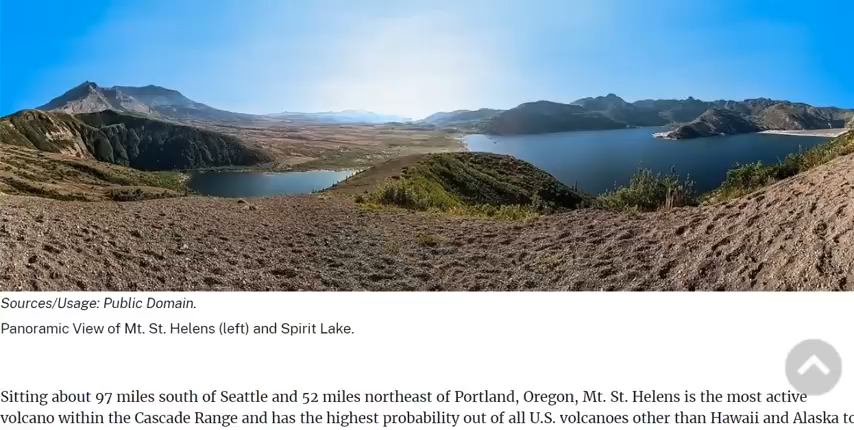 Sources/Usage: Public Domain.
Panoramic View of Mt. St. Helens (left) and Spirit Lake.
Sitting about 97 miles south of Seattle and 52 miles northeast of Portland, Oregon, Mt. St. Helens is the most active
volcano within the Cascade Range and has the highest probability out of all U.S. volcanoes other than Hawaii and Alaska to